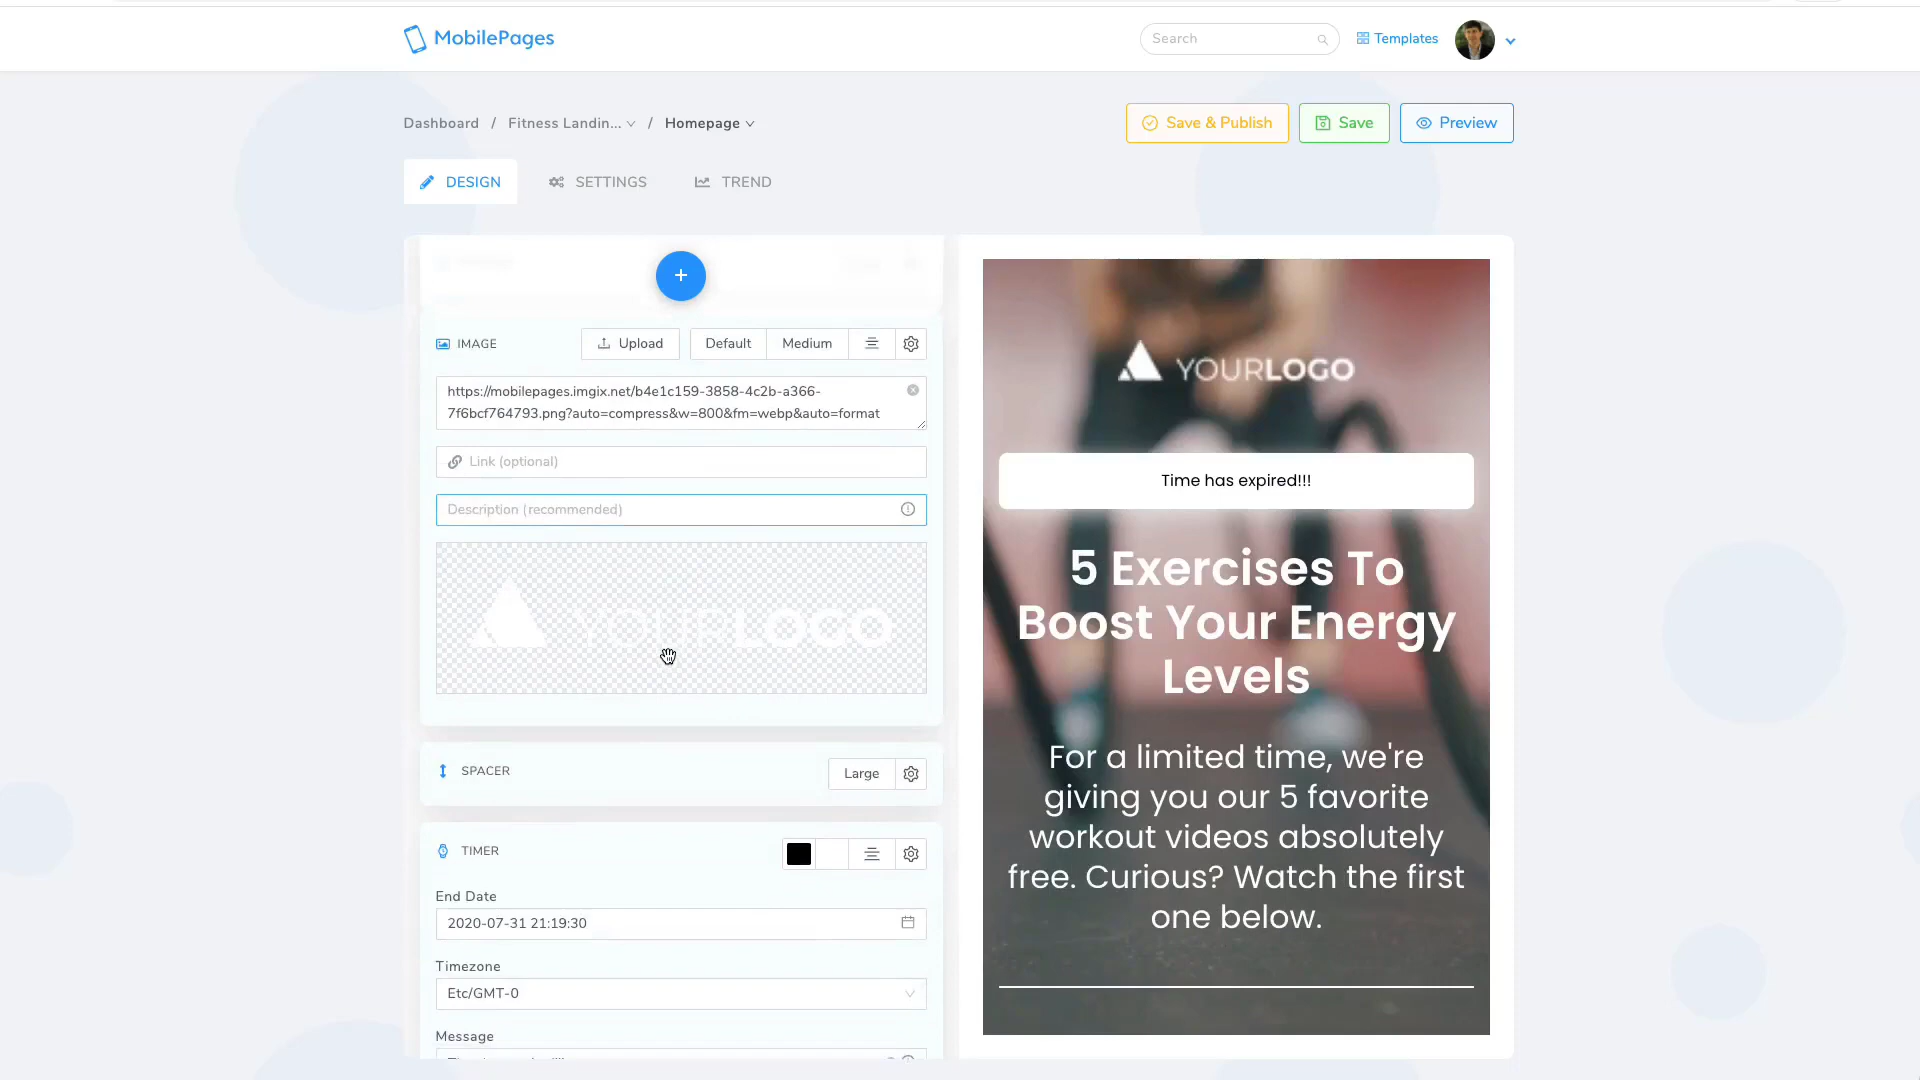 MobilePages
Search
Templates
Dashboard / Fitness Landin... / Homepage
Save & Publish
Save
Preview
DESIGN
SETTINGS
TREND
IMAGE
Upload
Default
Medium
https://mobilepages.imgix.net/b4e1c159-3858-4c2b-a366-
7f6bcf764793.png?auto=compress&w=800&fm=webp&auto=format
Link (optional)
Description (recommended)
YOURLOGO
SPACER
Large
TIMER
End Date
2020-07-31 21:19:30
Timezone
Etc/GMT-0
Message
YOURLOGO
Time has expired!!!
5 Exercises To
Boost Your Energy
Levels
For a limited time, we're
giving you our 5 favorite
workout videos absolutely
free. Curious? Watch the first
one below.